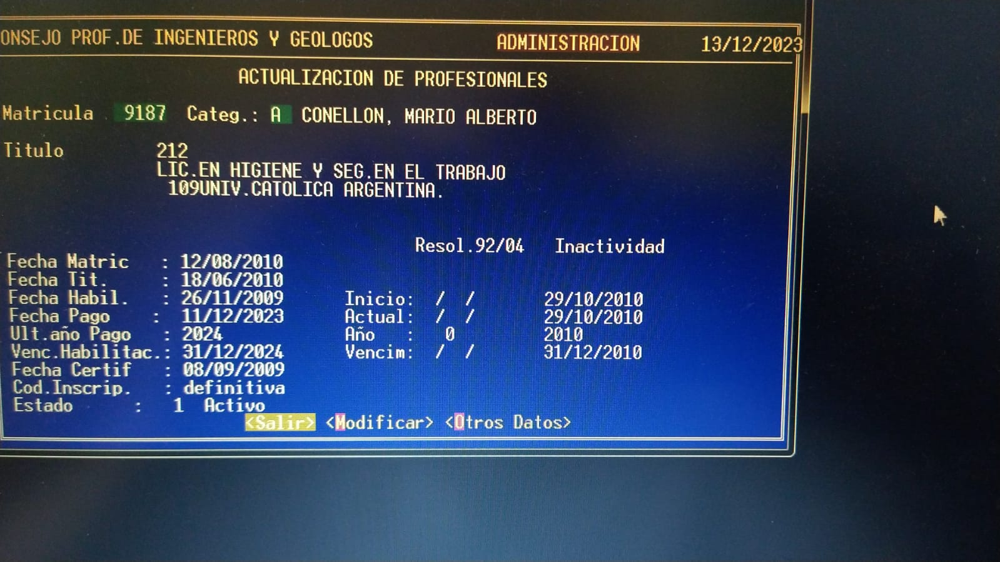 ONSEJO PROF.DE INGENIEROS Y GEOLOGOS ADMINISTRACION 13/12/2023
ACTUALIZACION DE PROFESIONALES
Matricula . 9187 Categ.: A CONELLON, MARIO ALBERTO
Titulo 212
LIC.EN HIGIENE Y SEG.EN EL TRABAJO
109UNIV.CATOLICA ARGENTINA.
Resol.92/04 Inactividad
Fecha Matric : 12/08/2010
Fecha Tit. : 18/06/2010
Fecha Habil. : 26/11/2009 Inicio: / / 29/10/2010
Fecha Pago : 11/12/2023 Actual: / / 29/10/2010
Ult.año Pago : 2024 Año : 0 2010
Venc.Habilitac.: 31/12/2024 Vencim: / / 31/12/2010
Fecha Certif : 08/09/2009
Cod.Inscrip. : definitiva
Estado : 1 Activo
<Salir> <Modificar> <Otros Datos>